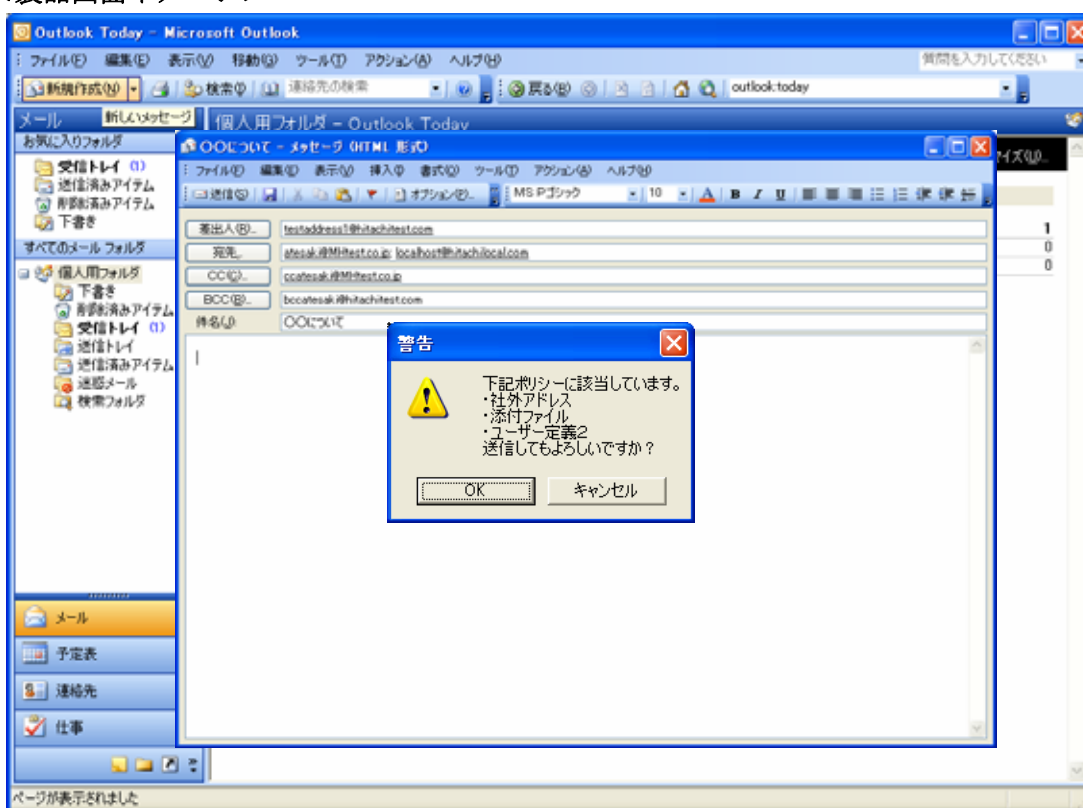 Outlook Today - Microsoft Outlook
ファイル(F) 編集(E) 表示(V) 移動(G) ツール(T) アクション(A) ヘルプ(H) 質問を入力してください
新規作成(N) 検索(I) 連絡先の検索 戻る(B) outlook:today
メール 新しいメッセージ 個人用フォルダ - Outlook Today
お気に入りフォルダ
受信トレイ (1)
送信済みアイテム
削除済みアイテム
下書き
すべてのメール フォルダ
個人用フォルダ
下書き
削除済みアイテム
受信トレイ (1)
送信トレイ
送信済みアイテム
迷惑メール
検索フォルダ
メール
予定表
連絡先
仕事
ページが表示されました
〇〇について - メッセージ (HTML 形式)
ファイル(F) 編集(E) 表示(V) 挿入(I) 書式(O) ツール(T) アクション(A) ヘルプ(H)
送信(S) オプション(P)... MS Pゴシック 10 A B I U
差出人(R)... testaddress1@hitachitest.com
宛先...
CC(C)...
BCC(B)... bccatesaki@hitachitest.com
件名(J): 〇〇について
警告
下記ポリシーに該当しています。
・社外アドレス
・添付ファイル
・ユーザー定義2
送信してもよろしいですか？
OK キャンセル
1
0
0